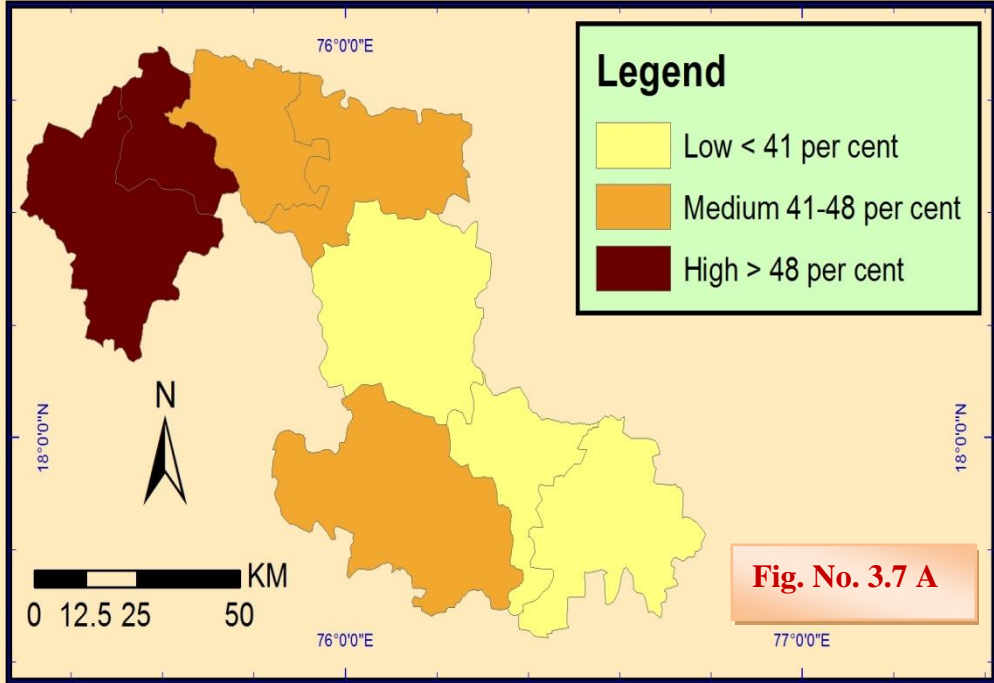 76°0'0"E
Legend
Low < 41 per cent
Medium 41-48 per cent
High > 48 per cent
N
18°0'0"N
18°0'0"N
KM
0 12.5 25 50
Fig. No. 3.7 A
76°0'0"E
77°0'0"E